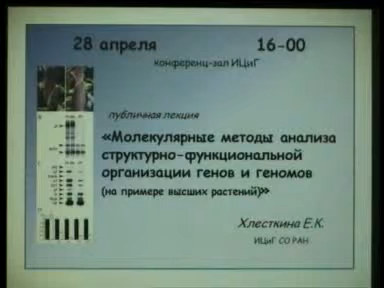 28 апреля 16-00
конференц-зал ИЦиГ
публичная лекция
«Молекулярные методы анализа
структурно-функциональной
организации генов и геномов
(на примере высших растений)»
Хлесткина Е.К.
ИЦиГ СО РАН